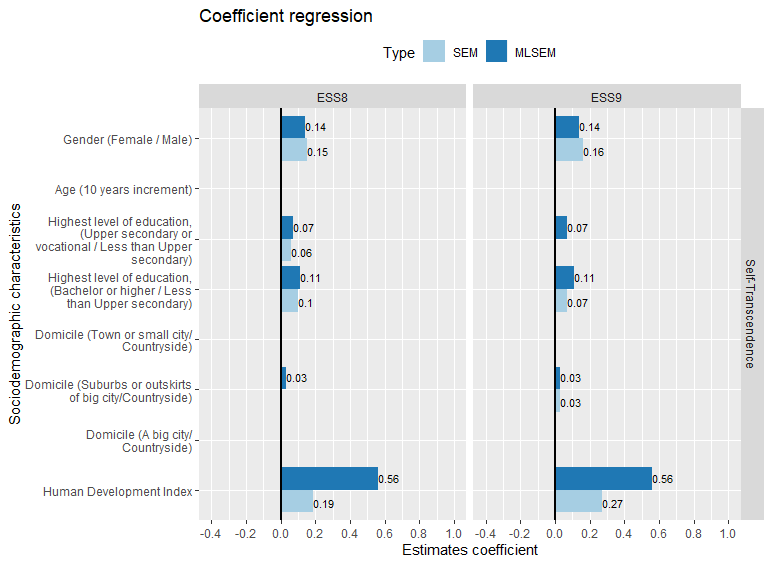 Coefficient regression
Type SEM MLSEM
ESS8 ESS9
Gender (Female / Male)
Age (10 years increment)
Highest level of education,
(Upper secondary or
vocational / Less than Upper
secondary)
Highest level of education,
(Bachelor or higher / Less
than Upper secondary)
Domicile (Town or small city/
Countryside)
Domicile (Suburbs or outskirts
of big city/Countryside)
Domicile (A big city/
Countryside)
Human Development Index
Sociodemographic characteristics
0.14
0.15
0.07
0.06
0.11
0.1
0.03
0.56
0.19
0.14
0.16
0.07
0.11
0.07
0.03
0.03
0.56
0.27
Self-Transcendence
-0.4 -0.2 0.0 0.2 0.4 0.6 0.8 1.0 -0.4 -0.2 0.0 0.2 0.4 0.6 0.8 1.0
Estimates coefficient